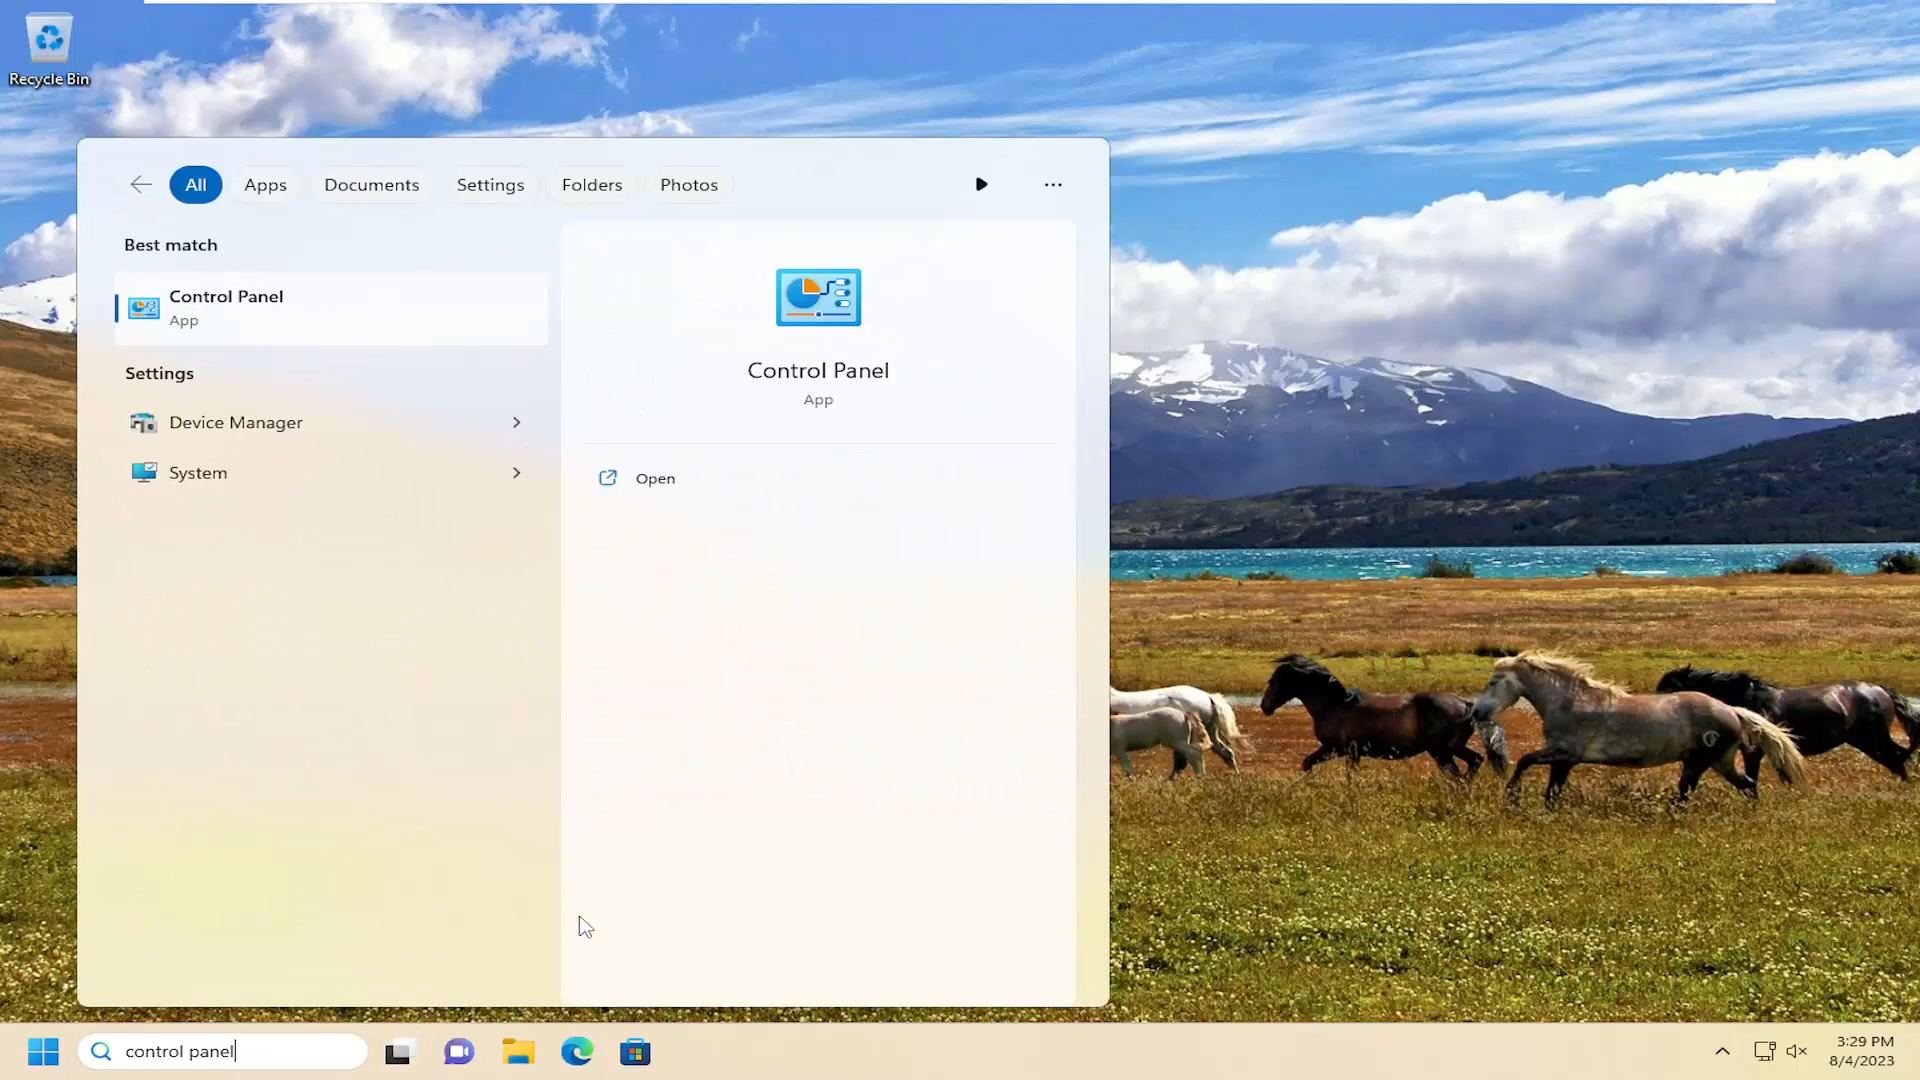 Recycle Bin
All
Apps
Documents
Settings
Folders
Photos
Best match
Control Panel
App
Settings
Device Manager
System
Control Panel
App
Open
control panel
3:29 PM
8/4/2023